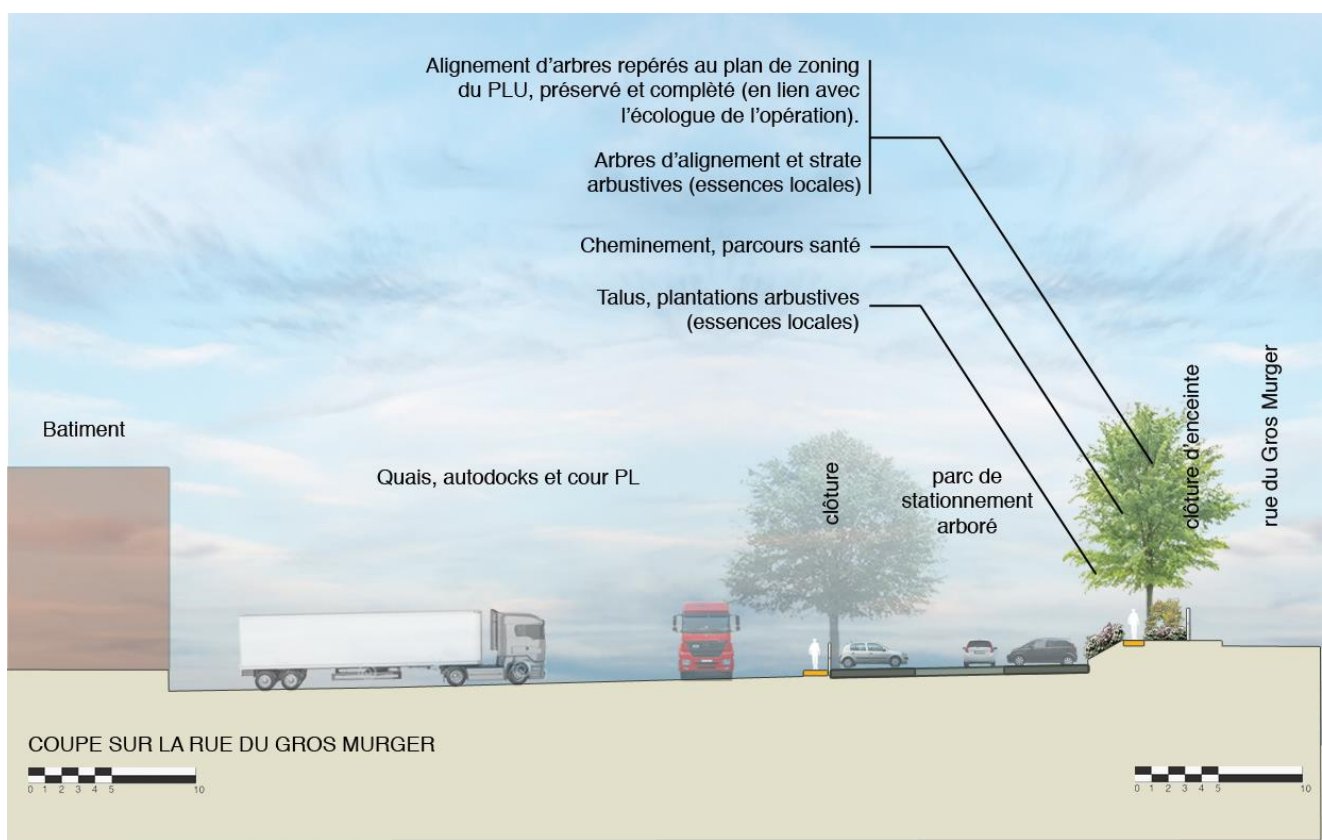 Alignement d'arbres repérés au plan de zoning
du PLU, préservé et complèté (en lien avec
l'écologue de l'opération).
Arbres d'alignement et strate
arbustives (essences locales)
Cheminement, parcours santé
Talus, plantations arbustives
(essences locales)
Batiment
Quais, autodocks et cour PL
clôture
parc de
stationnement
arboré
clôture d'enceinte
rue du Gros Murger
COUPE SUR LA RUE DU GROS MURGER
0 1 2 3 4 5 10
0 1 2 3 4 5 10